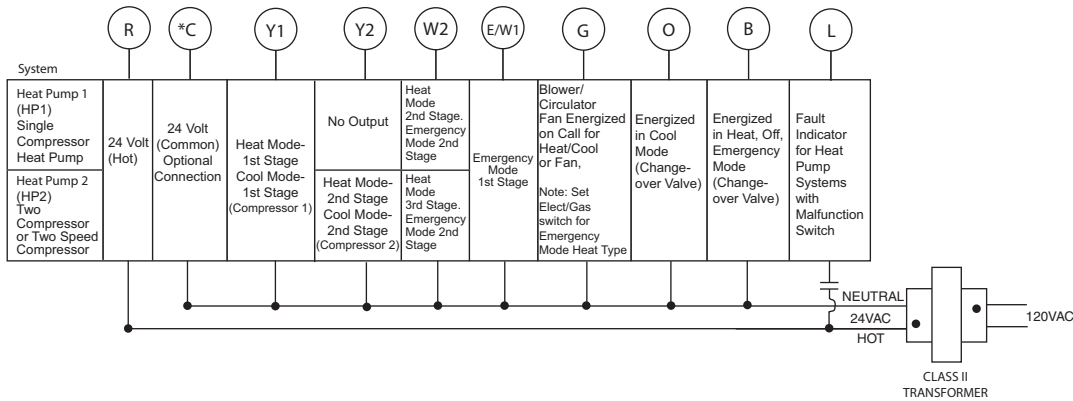 R
*C
Y1
Y2
W2
E/W1
G
O
B
L
System
Heat Pump 1
(HP1)
Single
Compressor
Heat Pump
Heat Pump 2
(HP2)
Two
Compressor
or Two Speed
Compressor
24 Volt
(Hot)
24 Volt
(Common)
Optional
Connection
Heat Mode-
1st Stage
Cool Mode-
1st Stage
(Compressor 1)
No Output
Heat Mode-
2nd Stage
Cool Mode-
2nd Stage
(Compressor 2)
Heat
Mode
2nd Stage.
Emergency
Mode 2nd
Stage
Heat
Mode
3rd Stage.
Emergency
Mode 2nd
Stage
Emergency
Mode
1st Stage
Blower/
Circulator
Fan Energized
on Call for
Heat/Cool
or Fan,
Note: Set
Elect/Gas
switch for
Emergency
Mode Heat Type
Energized
in Cool
Mode
(Change-
over Valve)
Energized
in Heat, Off,
Emergency
Mode
(Change-
over Valve)
Fault
Indicator
for Heat
Pump
Systems
with
Malfunction
Switch
NEUTRAL
24VAC
HOT
120VAC
CLASS II
TRANSFORMER